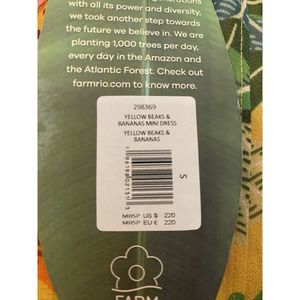 with all its power and diversity,
we took another step towards
the future we believe in. We are
planting 1,000 trees per day,
every day in the Amazon and
the Atlantic Forest. Check out
farmrio.com to know more.
298369
YELLOW BEAKS &
BANANAS MINI DRESS
YELLOW BEAKS &
BANANAS
S
MRSP US $ 220
MRSP EU € 220
FARM